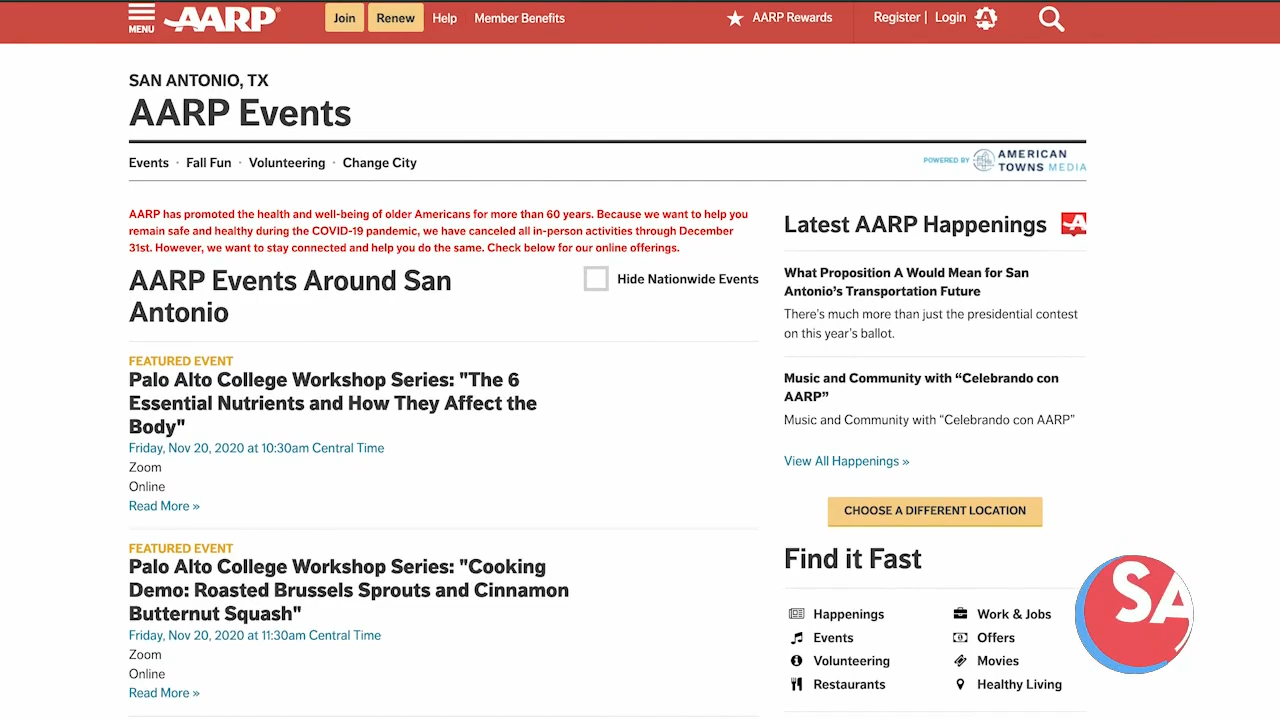 MENU
AARP®
Join
Renew
Help
Member Benefits
AARP Rewards
Register |
Login
SAN ANTONIO, TX
AARP Events
Events · Fall Fun · Volunteering · Change City
POWERED BY
AMERICAN
TOWNS MEDIA
AARP has promoted the health and well-being of older Americans for more than 60 years. Because we want to help you
remain safe and healthy during the COVID-19 pandemic, we have canceled all in-person activities through December
31st. However, we want to stay connected and help you do the same. Check below for our online offerings.
AARP Events Around San
Antonio
Hide Nationwide Events
FEATURED EVENT
Palo Alto College Workshop Series: "The 6
Essential Nutrients and How They Affect the
Body"
Friday, Nov 20, 2020 at 10:30am Central Time
Zoom
Online
Read More »
FEATURED EVENT
Palo Alto College Workshop Series: "Cooking
Demo: Roasted Brussels Sprouts and Cinnamon
Butternut Squash"
Friday, Nov 20, 2020 at 11:30am Central Time
Zoom
Online
Read More »
Latest AARP Happenings
What Proposition A Would Mean for San
Antonio’s Transportation Future
There’s much more than just the presidential contest
on this year’s ballot.
Music and Community with “Celebrando con
AARP”
Music and Community with “Celebrando con AARP”
View All Happenings »
CHOOSE A DIFFERENT LOCATION
Find it Fast
Happenings
Work & Jobs
Events
Offers
Volunteering
Movies
Restaurants
Healthy Living
SA